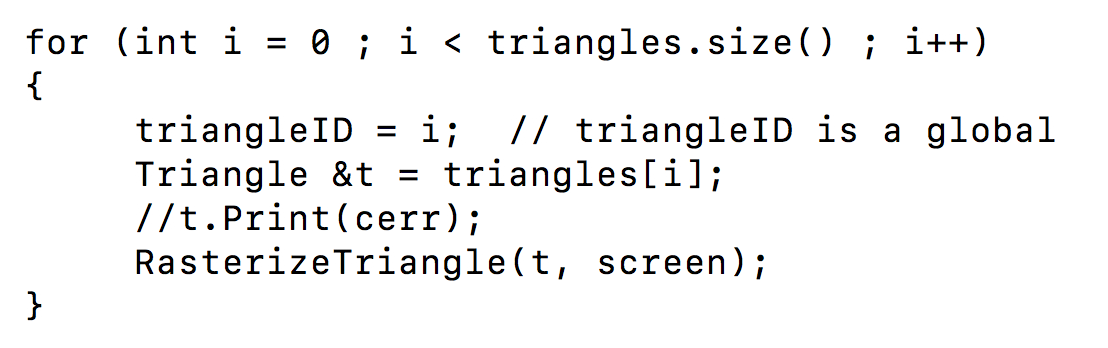 for (int i = 0 ; i < triangles.size() ; i++)
{
     triangleID = i;  // triangleID is a global
     Triangle &t = triangles[i];
     //t.Print(cerr);
     RasterizeTriangle(t, screen);
}